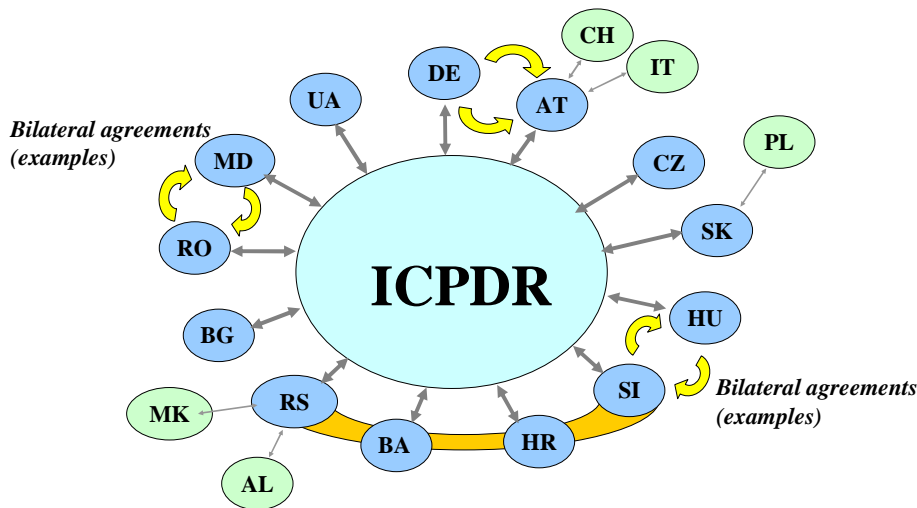 CH
DE
IT
UA
AT
Bilateral agreements
(examples)
PL
MD
CZ
SK
RO
ICPDR
HU
BG
SI
Bilateral agreements
(examples)
RS
MK
BA
HR
AL